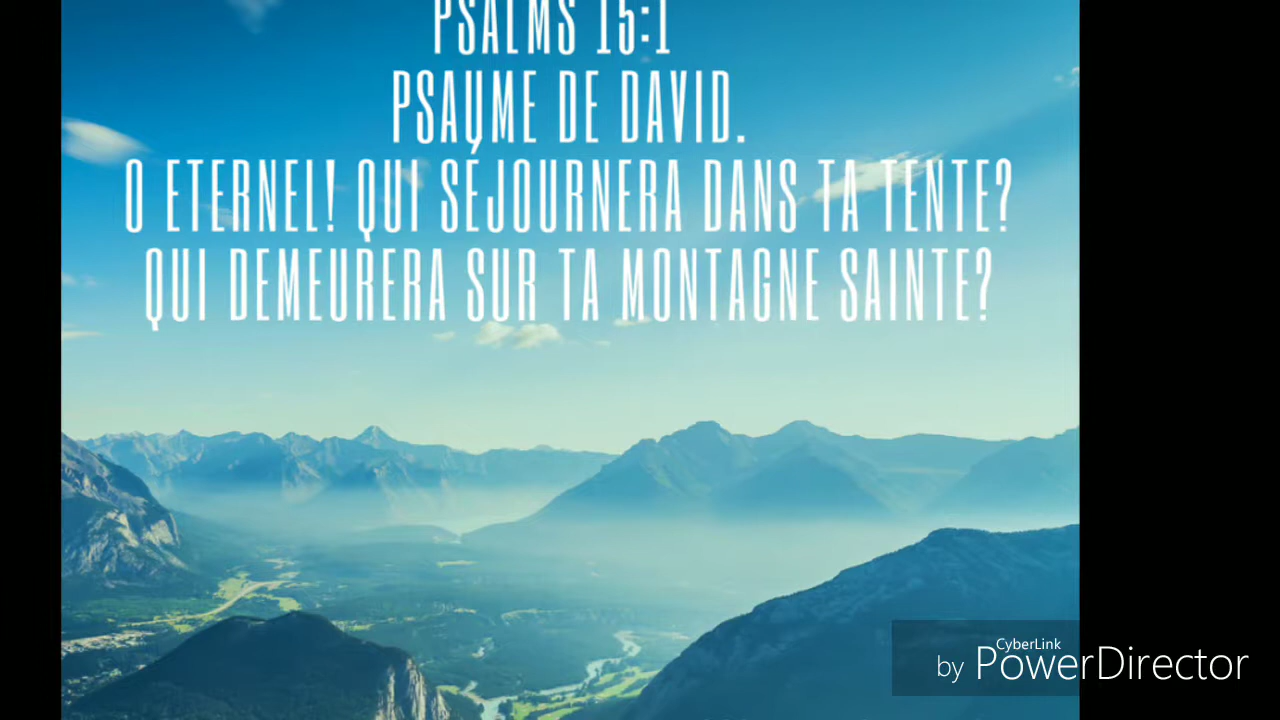 PSALMS 15:1
PSAUME DE DAVID.
O ETERNEL! QUI SÉJOURNERA DANS TA TENTE?
QUI DEMEURERA SUR TA MONTAGNE SAINTE?
CyberLink
by PowerDirector